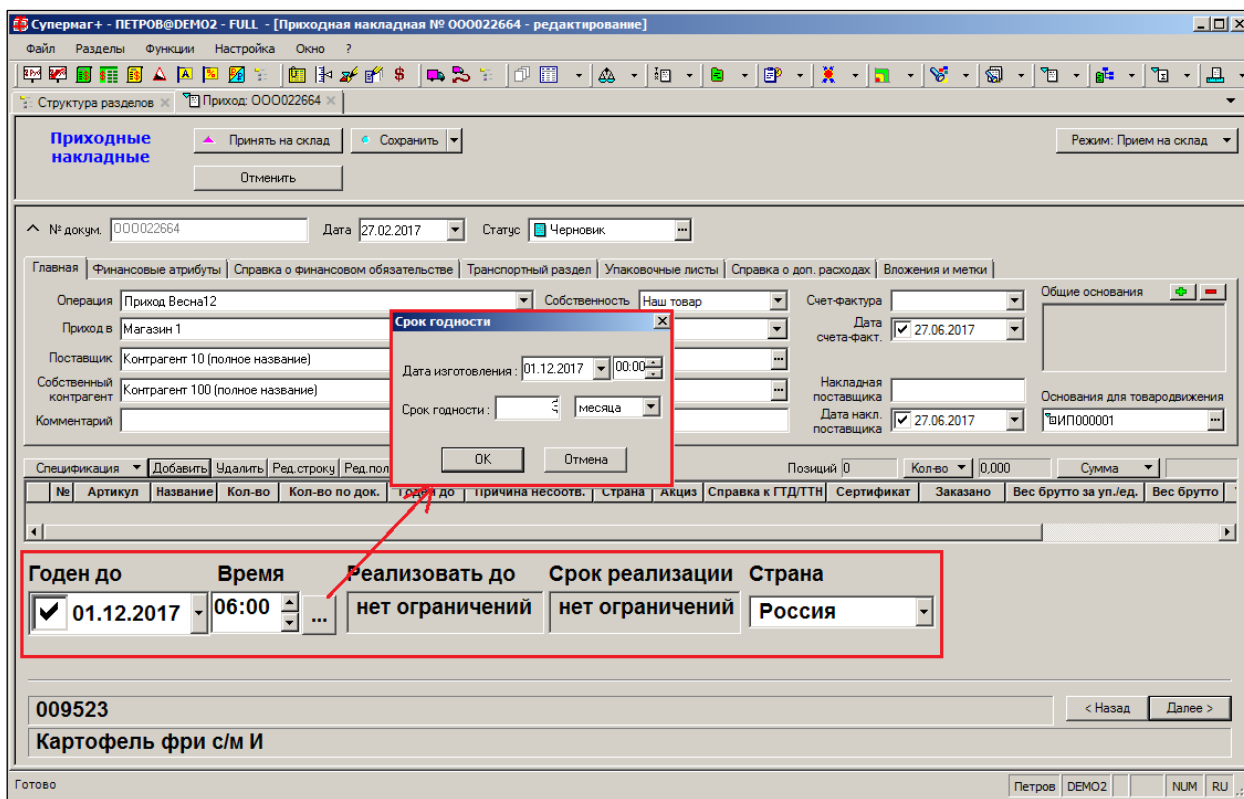 Супермаг+ - ПЕТРОВ@DEMO2 - FULL - [Приходная накладная № ООО022664 - редактирование]
Файл Разделы Функции Настройка Окно ?
Структура разделов Приход: ООО022664
Приходные накладные
Принять на склад Сохранить Режим: Прием на склад
Отменить
№ докум. ООО022664 Дата 27.02.2017 Статус Черновик ...
Главная Финансовые атрибуты Справка о финансовом обязательстве Транспортный раздел Упаковочные листы Справка о доп. расходах Вложения и метки
Операция Приход Весна12 Собственность Наш товар Счет-фактура Общие основания
Приход в Магазин 1 Дата счета-факт. 27.06.2017
Поставщик Контрагент 10 (полное название) ...
Собственный контрагент Контрагент 100 (полное название) ... Накладная поставщика Основания для товародвижения
Комментарий Дата накл. поставщика 27.06.2017 ВИП000001 ...
Срок годности
Дата изготовления : 01.12.2017 00:00
Срок годности : месяца
OK Отмена
Спецификация Добавить Удалить Ред.строку Ред.пол Позиций 0 Кол-во 0,000 Сумма
№ Артикул Название Кол-во Кол-во по док. Годен до Причина несоотв. Страна Акциз Справка к ГТД/ТТН Сертификат Заказано Вес брутто за уп./ед. Вес брутто
Годен до Время Реализовать до Срок реализации Страна
01.12.2017 06:00 ... нет ограничений нет ограничений Россия
009523 < Назад Далее >
Картофель фри с/м И
Готово Петров DEMO2 NUM RU